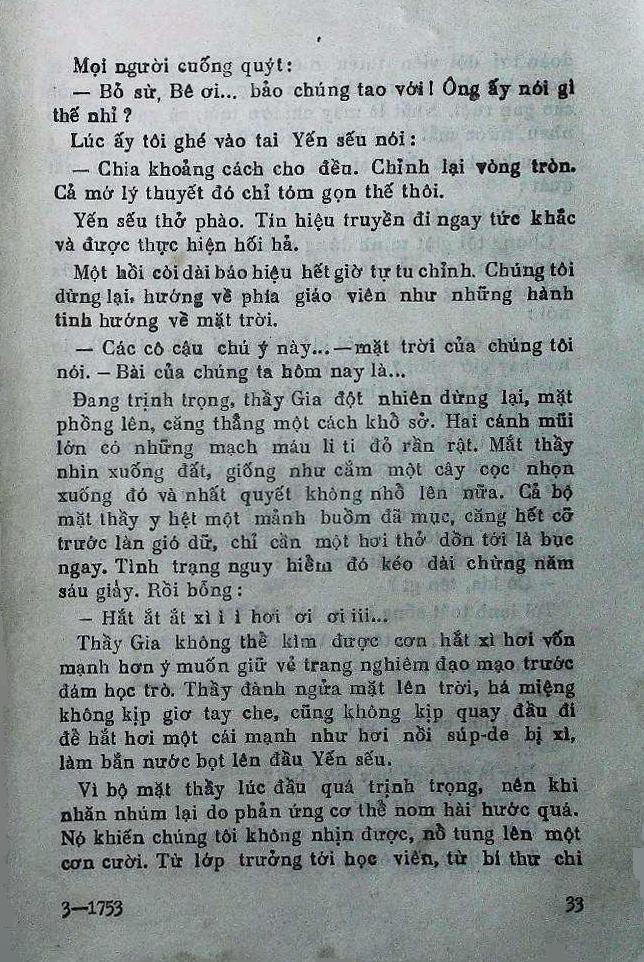 Mọi người cuống quýt:
— Bồ sừ, Bê ơi... bảo chúng tao với! Ông ấy nói gì
thế nhỉ?
Lúc ấy tôi ghé vào tai Yến sếu nói:
— Chia khoảng cách cho đều. Chỉnh lại vòng tròn.
Cả mớ lý thuyết đó chỉ tóm gọn thế thôi.
Yến sếu thở phào. Tín hiệu truyền đi ngay tức khắc
và được thực hiện hối hả.
Một hồi còi dài báo hiệu hết giờ tự tu chỉnh. Chúng tôi
dừng lại, hướng về phía giáo viên như những hành
tinh hướng về mặt trời.
— Các cô cậu chú ý này...—mặt trời của chúng tôi
nói. — Bài của chúng ta hôm nay là...
Đang trịnh trọng, thầy Gia đột nhiên dừng lại, mặt
phồng lên, căng thẳng một cách khổ sở. Hai cánh mũi
lớn có những mạch máu li ti đỏ rần rật. Mắt thầy
nhìn xuống đất, giống như cắm một cây cọc nhọn
xuống đó và nhất quyết không nhổ lên nữa. Cả bộ
mặt thầy y hệt một mảnh buồm đã mục, căng hết cỡ
trước làn gió dữ, chỉ cần một hơi thở dồn tới là bục
ngay. Tình trạng nguy hiểm đó kéo dài chừng năm
sáu giây. Rồi bỗng:
— Hắt ắt ắt xì ì ì hơi ơi ơi iii...
Thầy Gia không thể kìm được cơn hắt xì hơi vốn
mạnh hơn ý muốn giữ vẻ trang nghiêm đạo mạo trước
đám học trò. Thầy đành ngửa mặt lên trời, há miệng
không kịp giơ tay che, cũng không kịp quay đầu đi
để hắt hơi một cái mạnh như hơi nồi súp-de bị xì,
làm bắn nước bọt lên đầu Yến sếu.
Vì bộ mặt thầy lúc đầu quá trịnh trọng, nên khi
nhăn nhúm lại do phản ứng cơ thể nom hài hước quá.
Nó khiến chúng tôi không nhịn được, nổ tung lên một
cơn cười. Từ lớp trưởng tới học viên, từ bí thư chi
3—1753
33